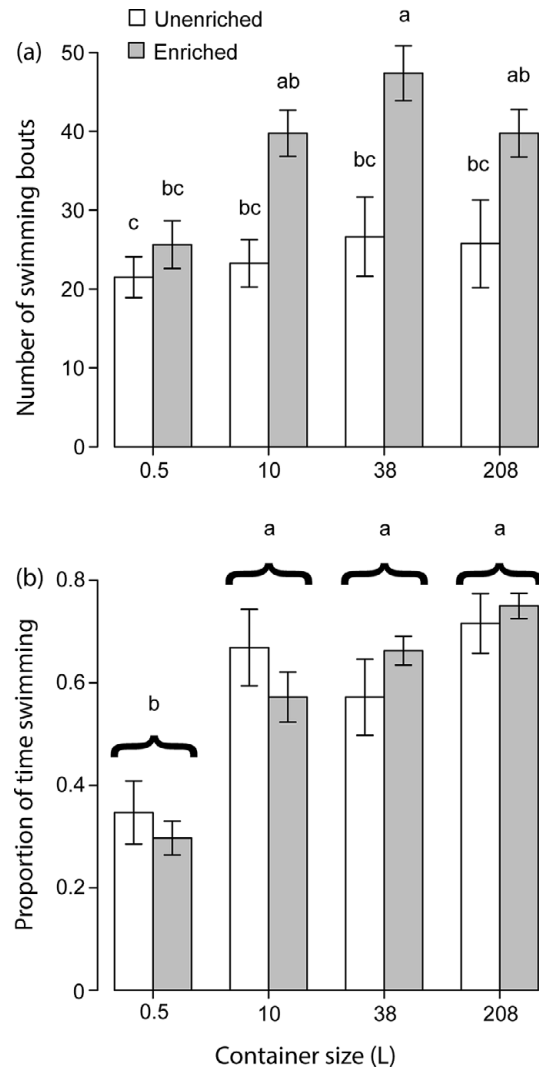 Unenriched
Enriched
(a)
Number of swimming bouts
50
40
30
20
10
0
c
bc
bc
ab
bc
a
bc
ab
0.5
10
38
208
(b)
Proportion of time swimming
0.8
0.6
0.4
0.2
0
b
a
a
a
0.5
10
38
208
Container size (L)